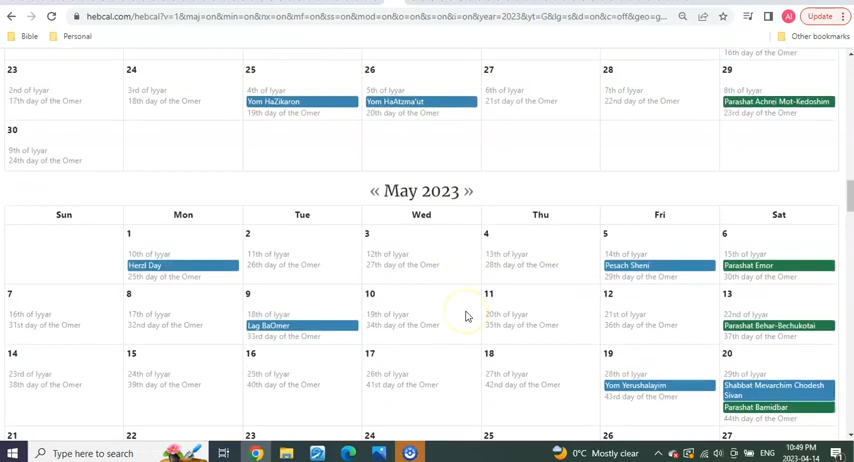 hebcal.com/hebcal?v=1&maj=on&min=on&nx=on&mf=on&ss=on&mod=on&o=on&s=on&i=on&year=2023&yt=G&lg=s&d=on&c=off&geo=g...
AI
Update
Bible
Personal
Other bookmarks
16th day of the Omer
23 24 25 26 27 28 29
2nd of Iyyar 3rd of Iyyar 4th of Iyyar 5th of Iyyar 6th of Iyyar 7th of Iyyar 8th of Iyyar
17th day of the Omer 18th day of the Omer Yom HaZikaron Yom HaAtzma'ut 21st day of the Omer 22nd day of the Omer Parashat Achrei Mot-Kedoshim
19th day of the Omer 20th day of the Omer 23rd day of the Omer
30
9th of Iyyar
24th day of the Omer
« May 2023 »
Sun Mon Tue Wed Thu Fri Sat
1 2 3 4 5 6
10th of Iyyar 11th of Iyyar 12th of Iyyar 13th of Iyyar 14th of Iyyar 15th of Iyyar
Herzl Day 26th day of the Omer 27th day of the Omer 28th day of the Omer Pesach Sheni Parashat Emor
25th day of the Omer 29th day of the Omer 30th day of the Omer
7 8 9 10 11 12 13
16th of Iyyar 17th of Iyyar 18th of Iyyar 19th of Iyyar 20th of Iyyar 21st of Iyyar 22nd of Iyyar
31st day of the Omer 32nd day of the Omer Lag BaOmer 34th day of the Omer 35th day of the Omer 36th day of the Omer Parashat Behar-Bechukotai
33rd day of the Omer 37th day of the Omer
14 15 16 17 18 19 20
23rd of Iyyar 24th of Iyyar 25th of Iyyar 26th of Iyyar 27th of Iyyar 28th of Iyyar 29th of Iyyar
38th day of the Omer 39th day of the Omer 40th day of the Omer 41st day of the Omer 42nd day of the Omer Yom Yerushalayim Shabbat Mevarchim Chodesh
43rd day of the Omer Sivan
Parashat Bamidbar
44th day of the Omer
21 22 23 24 25 26 27
Type here to search
0°C Mostly clear
ENG
10:49 PM
2023-04-14